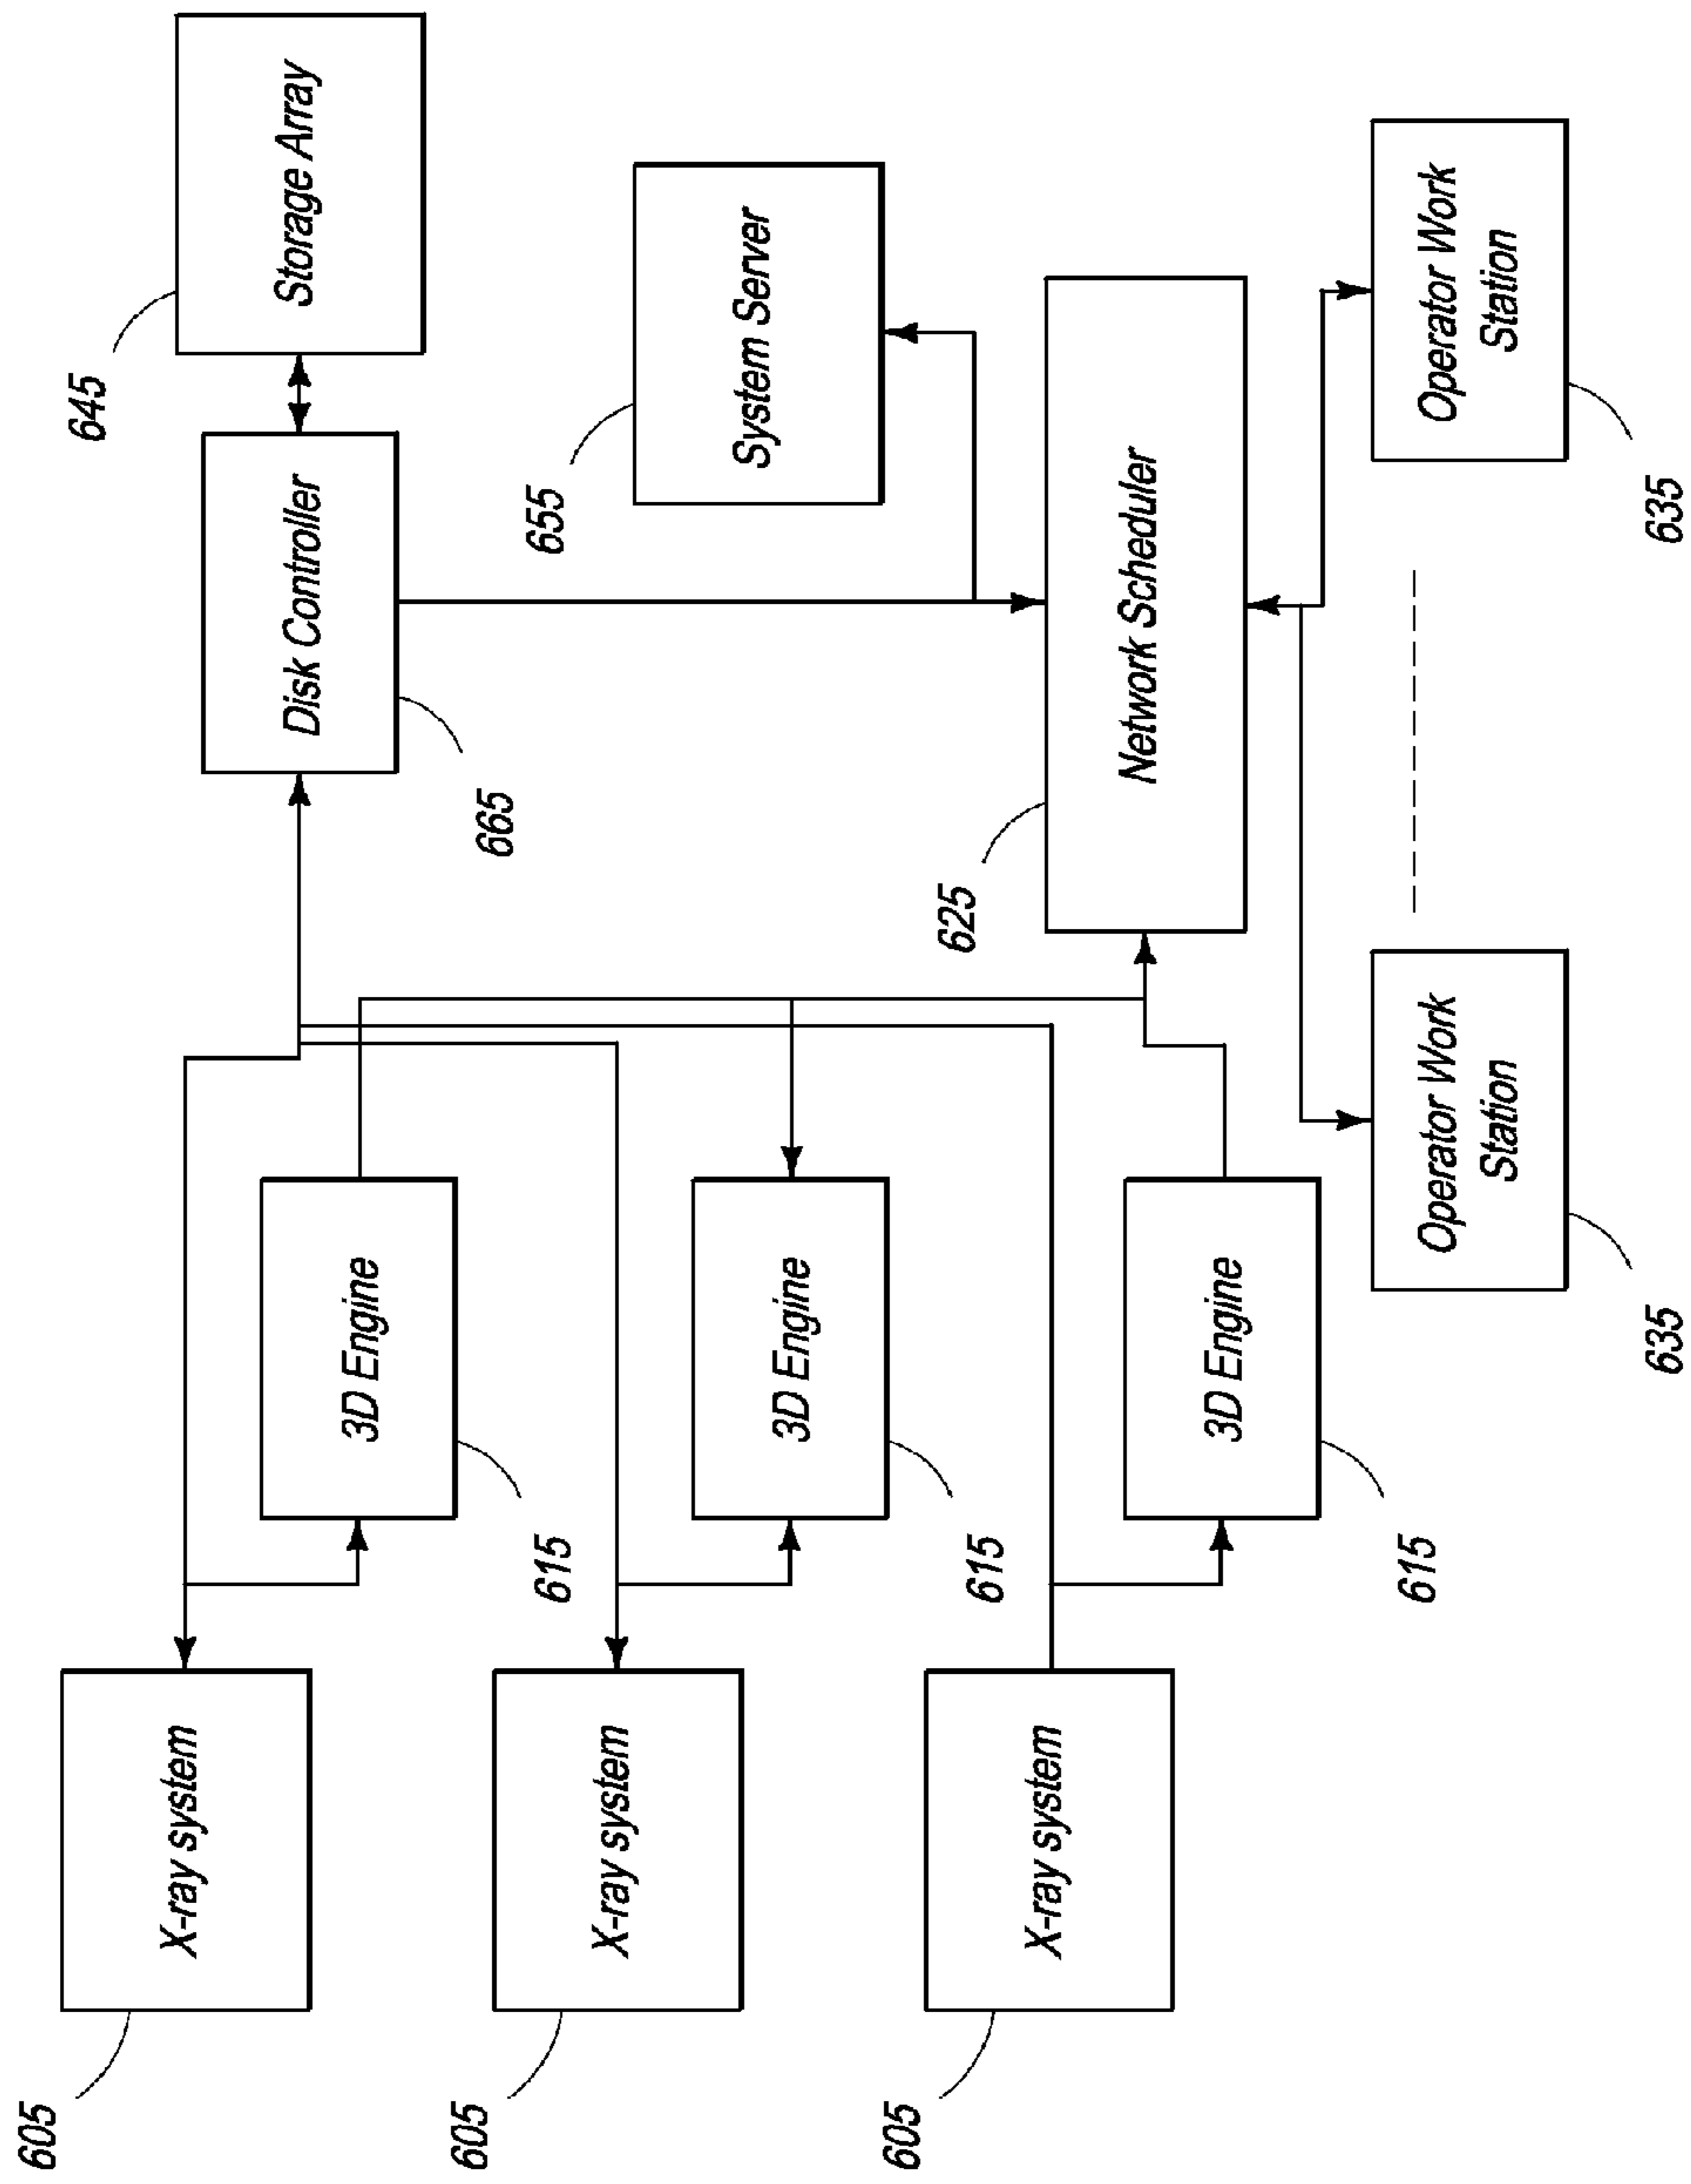 605
X-ray system
605
X-ray system
605
X-ray system
615
3D Engine
615
3D Engine
615
3D Engine
665
Disk Controller
645
Storage Array
655
System Server
625
Network Scheduler
635
Operator Work
Station
635
Operator Work
Station